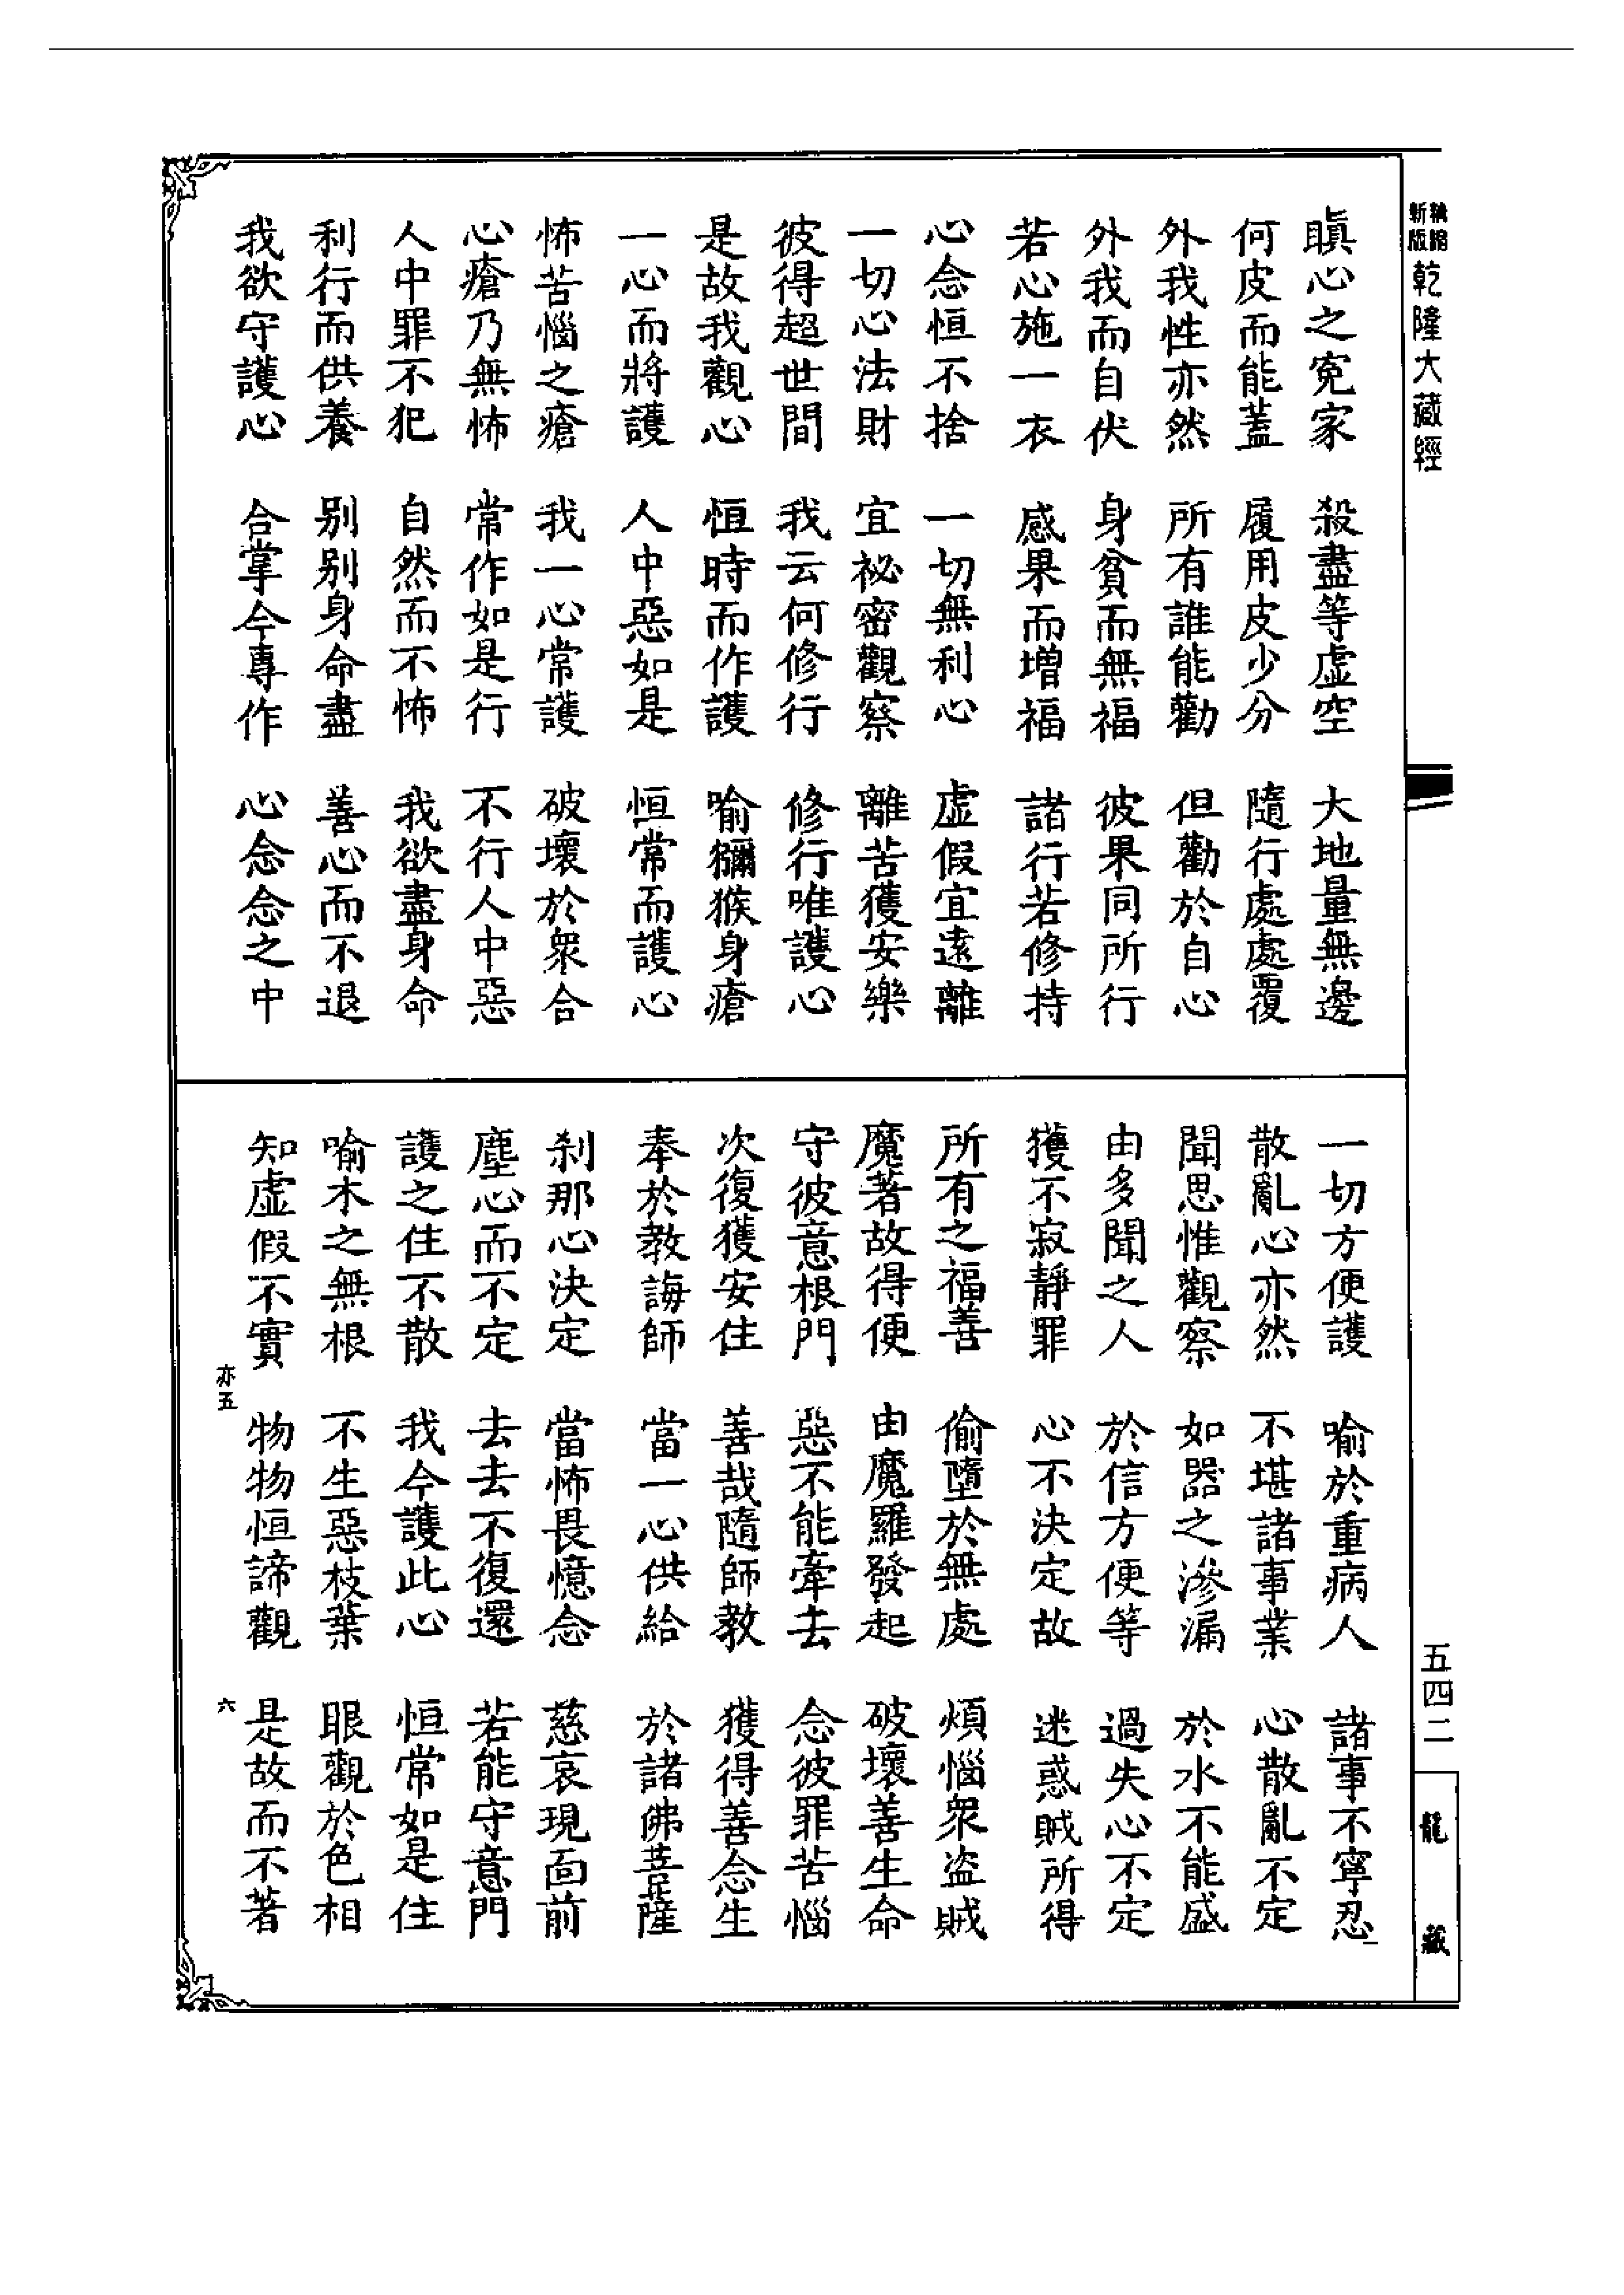 新版精縮乾隆大藏經
瞋心之寃家 殺盡等虛空 大地量無邊
何皮而能蓋 履用皮少分 隨行處處覆
外我性亦然 所有誰能勸 但勸於自心
外我而自伏 身貧而無福 彼果同所行
若心施一衣 感果而增福 諸行若修持
心念恒不捨 一切無利心 虛假宜遠離
一切心法財 宜祕密觀察 離苦獲安樂
彼得超世間 我云何修行 修行唯護心
是故我觀心 恒時而作護 喻獼猴身瘡
一心而將護 人中惡如是 恒常而護心
怖苦惱之瘡 我一心常護 破壞於衆合
心瘡乃無怖 常作如是行 不行人中惡
人中罪不犯 自然而不怖 我欲盡身命
利行而供養 别别身命盡 善心而不退
我欲守護心 合掌今專作 心念念之中
一切方便護 喻於重病人 諸事不寧忍
散亂心亦然 不堪諸事業 心散亂不定
聞思惟觀察 如器之滲漏 於水不能盛
由多聞之人 於信方便等 過失心不定
獲不寂靜罪 心不決定故 迷惑賊所得
所有之福善 偷墮於無處 煩惱衆盜賊
魔著故得便 由魔羅發起 破壞善生命
守彼意根門 惡不能牽去 念彼罪苦惱
次復獲安住 善哉隨師教 獲得善念生
奉於教誨師 當一心供給 於諸佛菩薩
刹那心決定 當怖畏憶念 慈哀現面前
塵心而不定 去去不復還 若能守意門
護之住不散 我今護此心 恒常如是住
喻木之無根 不生惡枝葉 眼觀於色相
知虛假不實 物物恒諦觀 是故而不著
亦五 六
五四二
龍藏